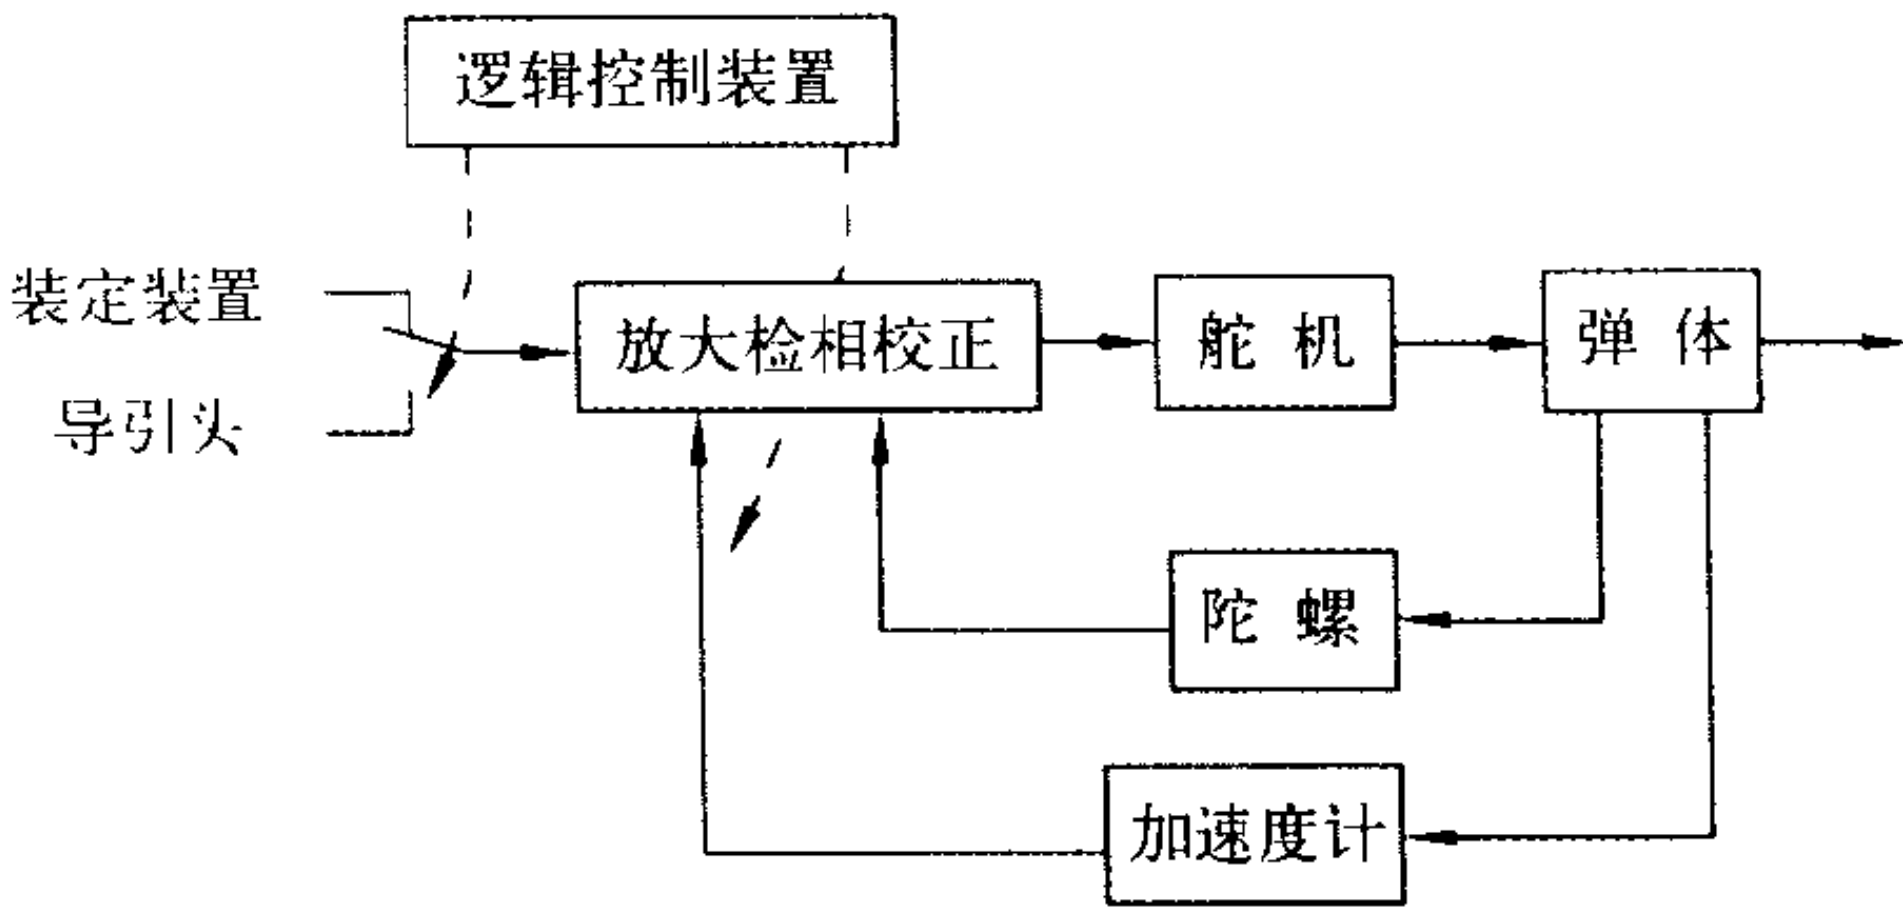 逻辑控制装置
装定装置
导引头
放大检相校正
舵 机
弹 体
陀 螺
加速度计